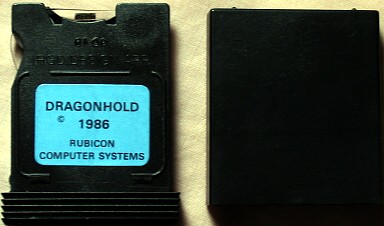 DRAGONHOLD
© 1986
RUBICON
COMPUTER SYSTEMS